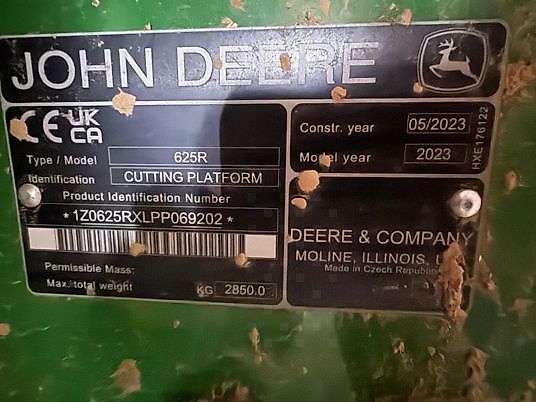 JOHN DEERE
CE UK CA
Type / Model 625R
Identification CUTTING PLATFORM
Product Identification Number
*1Z0625RXLPP069202*
Permissible Mass:
Max. total weight KG 2850.0
Constr. year 05/2023
Model year 2023
HXE176122
DEERE & COMPANY
MOLINE, ILLINOIS,
Made in Czech Republic